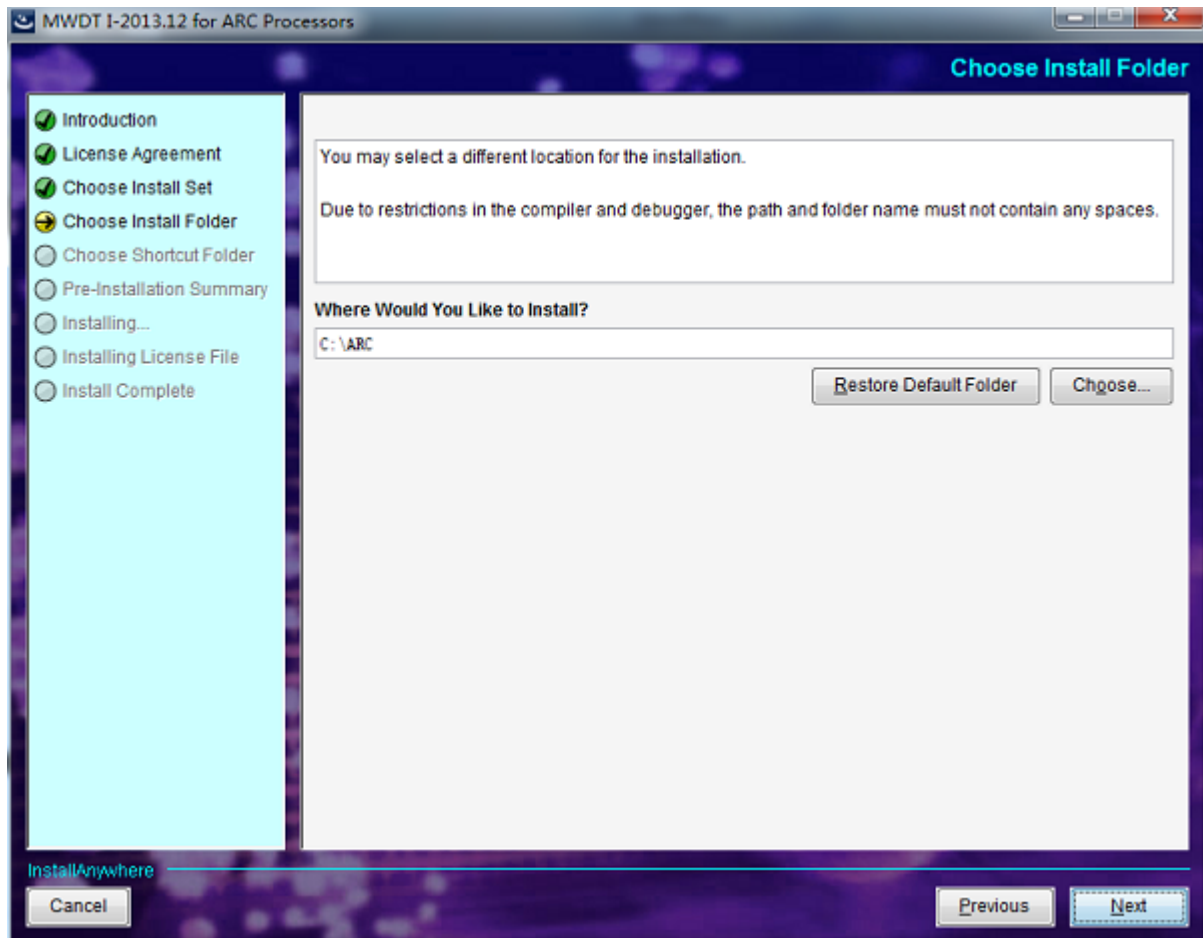 MWDT I-2013.12 for ARC Processors
Choose Install Folder
Introduction
License Agreement
Choose Install Set
Choose Install Folder
Choose Shortcut Folder
Pre-Installation Summary
Installing...
Installing License File
Install Complete
You may select a different location for the installation.
Due to restrictions in the compiler and debugger, the path and folder name must not contain any spaces.
Where Would You Like to Install?
C:\ARC
Restore Default Folder
Choose...
InstallAnywhere
Cancel
Previous
Next